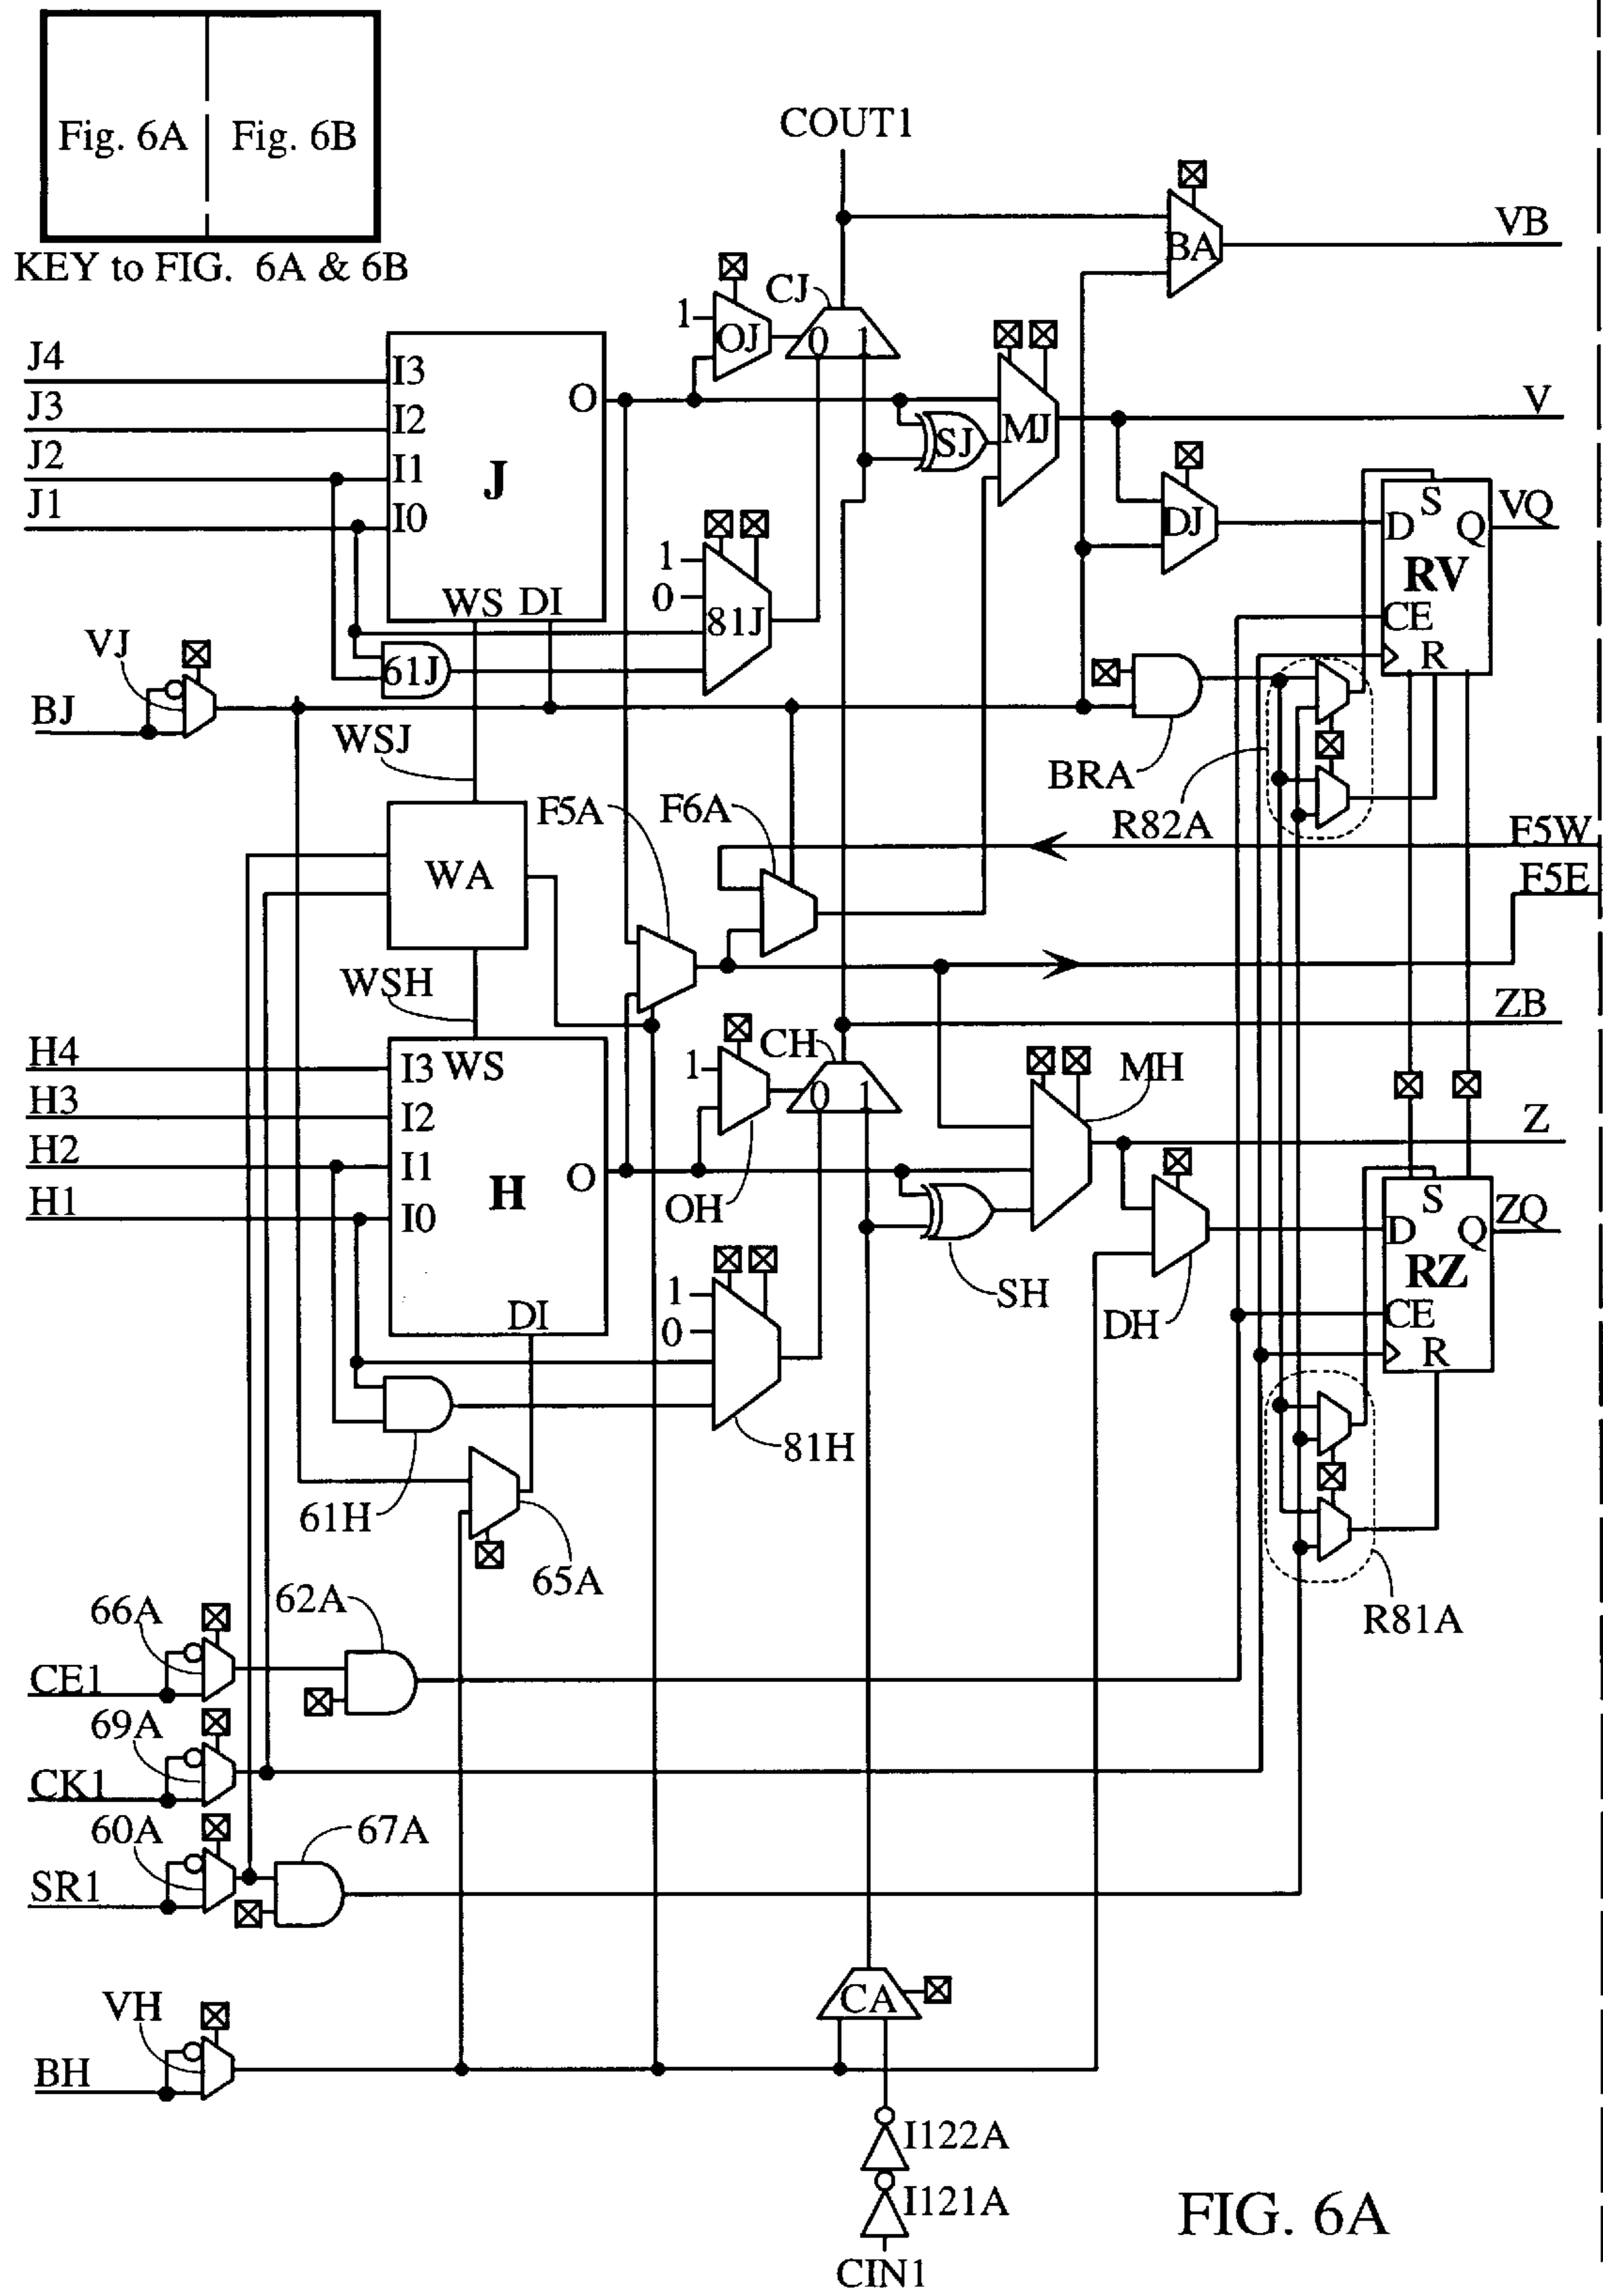 Fig. 6A
Fig. 6B
KEY to FIG. 6A & 6B
COUT1
BA
VB
CJ
1
OJ
0 1
J4
J3
J2
J1
I3
I2
I1
I0
O
J
WS DI
SJ
MJ
V
DJ
S
D
Q
VQ
RV
CE
R
1
0
81J
61J
VJ
BJ
WSJ
BRA
R82A
F5A
F6A
F5W
F5E
WA
WSH
ZB
H4
H3
H2
H1
I3 WS
I2
I1
I0
O
H
DI
1
CH
0 1
OH
MH
Z
SH
DH
S
D
Q
ZQ
RZ
CE
R
1
0
81H
61H
65A
R81A
66A
62A
CE1
69A
CK1
60A
67A
SR1
VH
BH
CA
I122A
I121A
CIN1
FIG. 6A